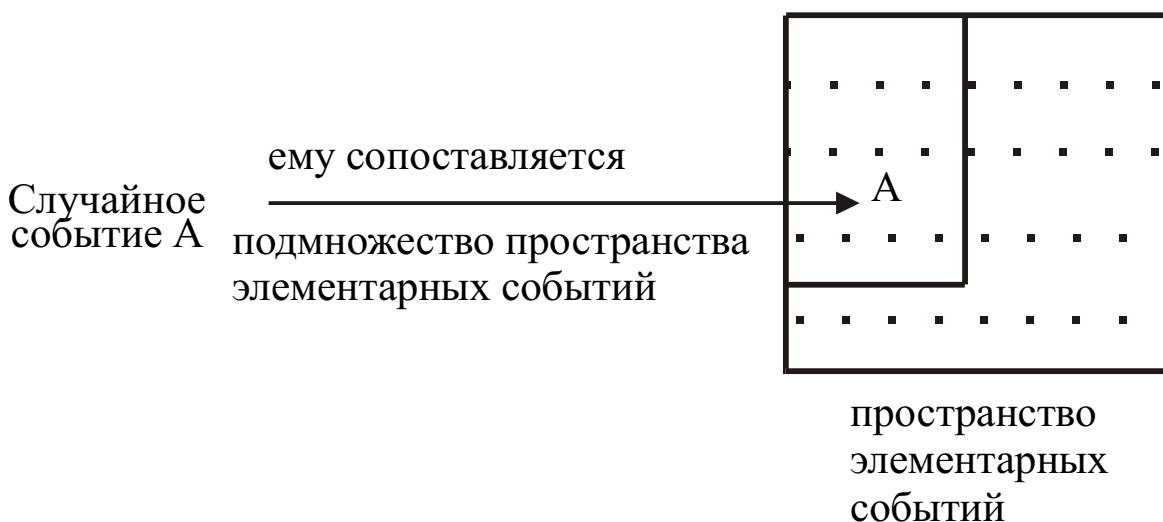 ему сопоставляется
Случайное
событие А
подмножество пространства
элементарных событий
А
пространство
элементарных
событий